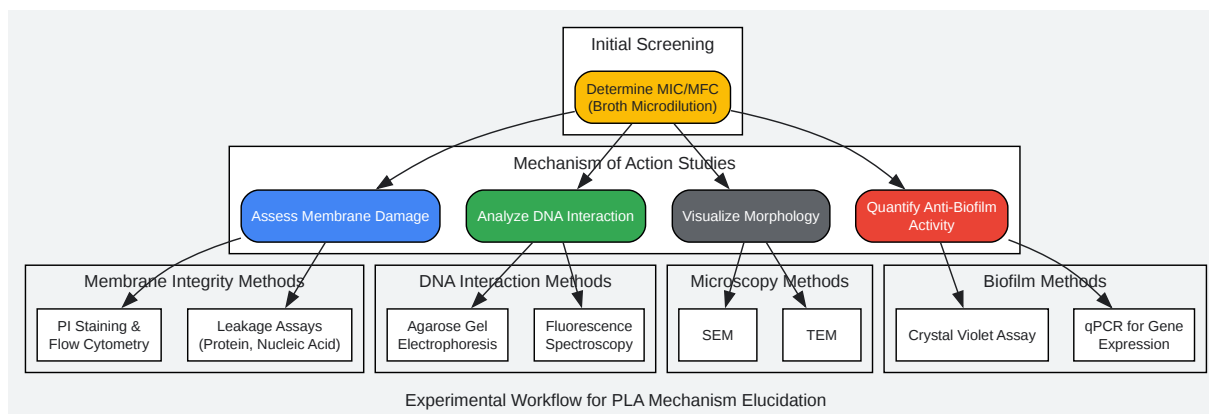 Initial Screening
Determine MIC/MFC
(Broth Microdilution)
Mechanism of Action Studies
Assess Membrane Damage
Analyze DNA Interaction
Visualize Morphology
Quantify Anti-Biofilm
Activity
Membrane Integrity Methods
DNA Interaction Methods
Microscopy Methods
Biofilm Methods
PI Staining &
Flow Cytometry
Leakage Assays
(Protein, Nucleic Acid)
Agarose Gel
Electrophoresis
Fluorescence
Spectroscopy
SEM
TEM
Crystal Violet Assay
qPCR for Gene
Expression
Experimental Workflow for PLA Mechanism Elucidation